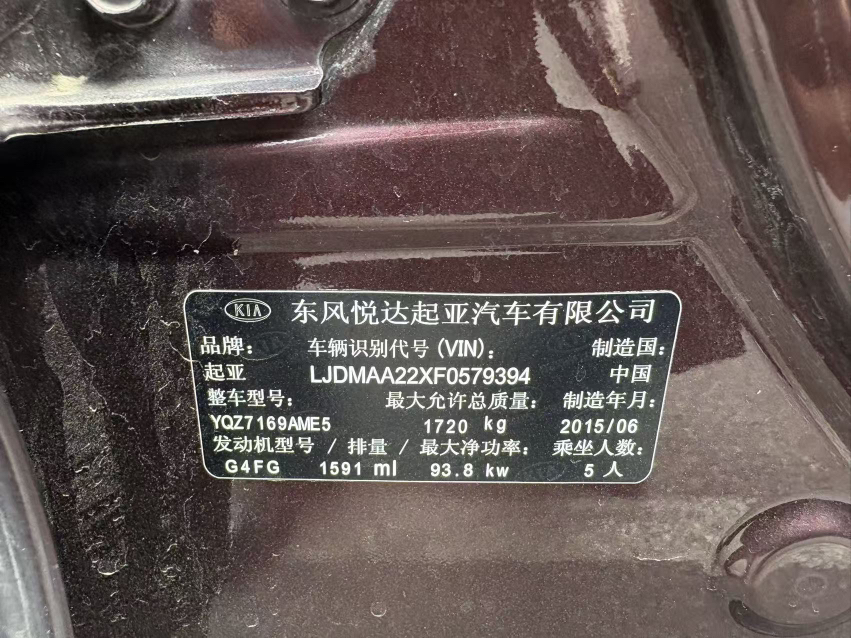 KIA 东风悦达起亚汽车有限公司
品牌： 车辆识别代号(VIN)： 制造国：
起亚 LJDMAA22XF0579394 中国
整车型号： 最大允许总质量： 制造年月：
YQZ7169AME5 1720 kg 2015/06
发动机型号 / 排量 / 最大净功率： 乘坐人数：
G4FG 1591 ml 93.8 kw 5 人